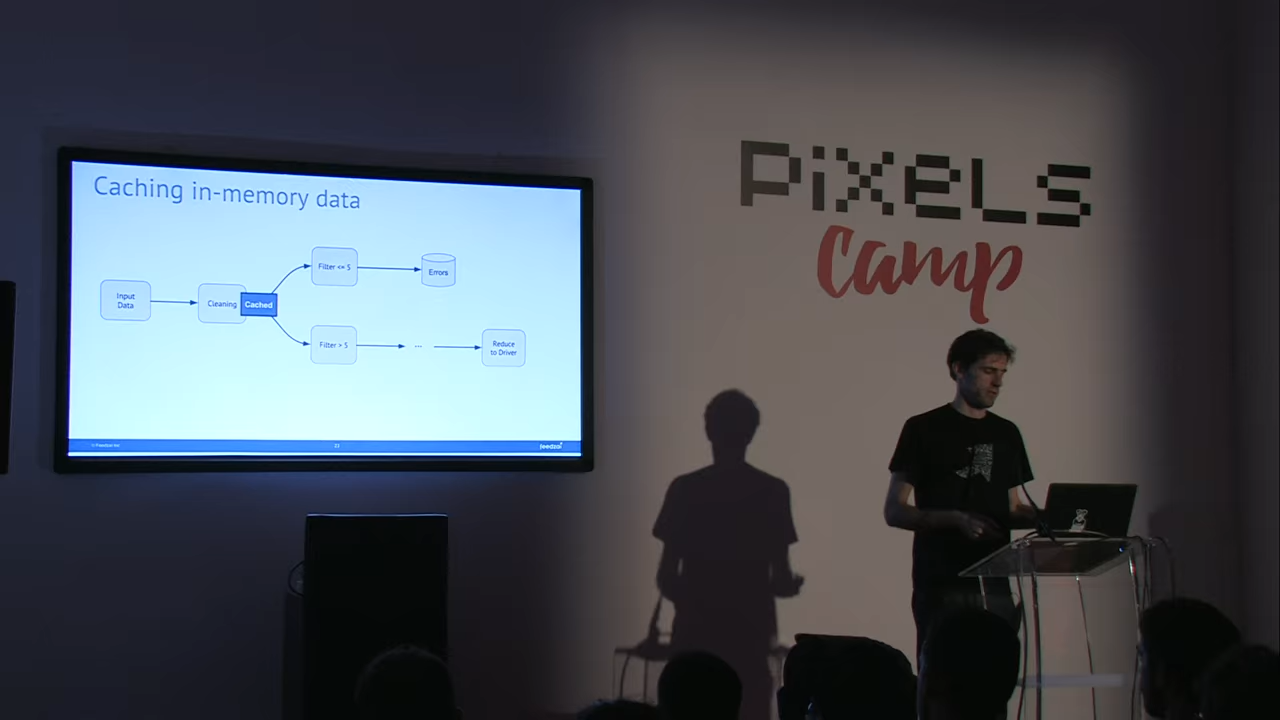 Caching in-memory data
Input
Data
Cleaning
Cached
Filter <= 5
Errors
Filter > 5
...
Reduce
to Driver
21
feedzai
pixels
camp